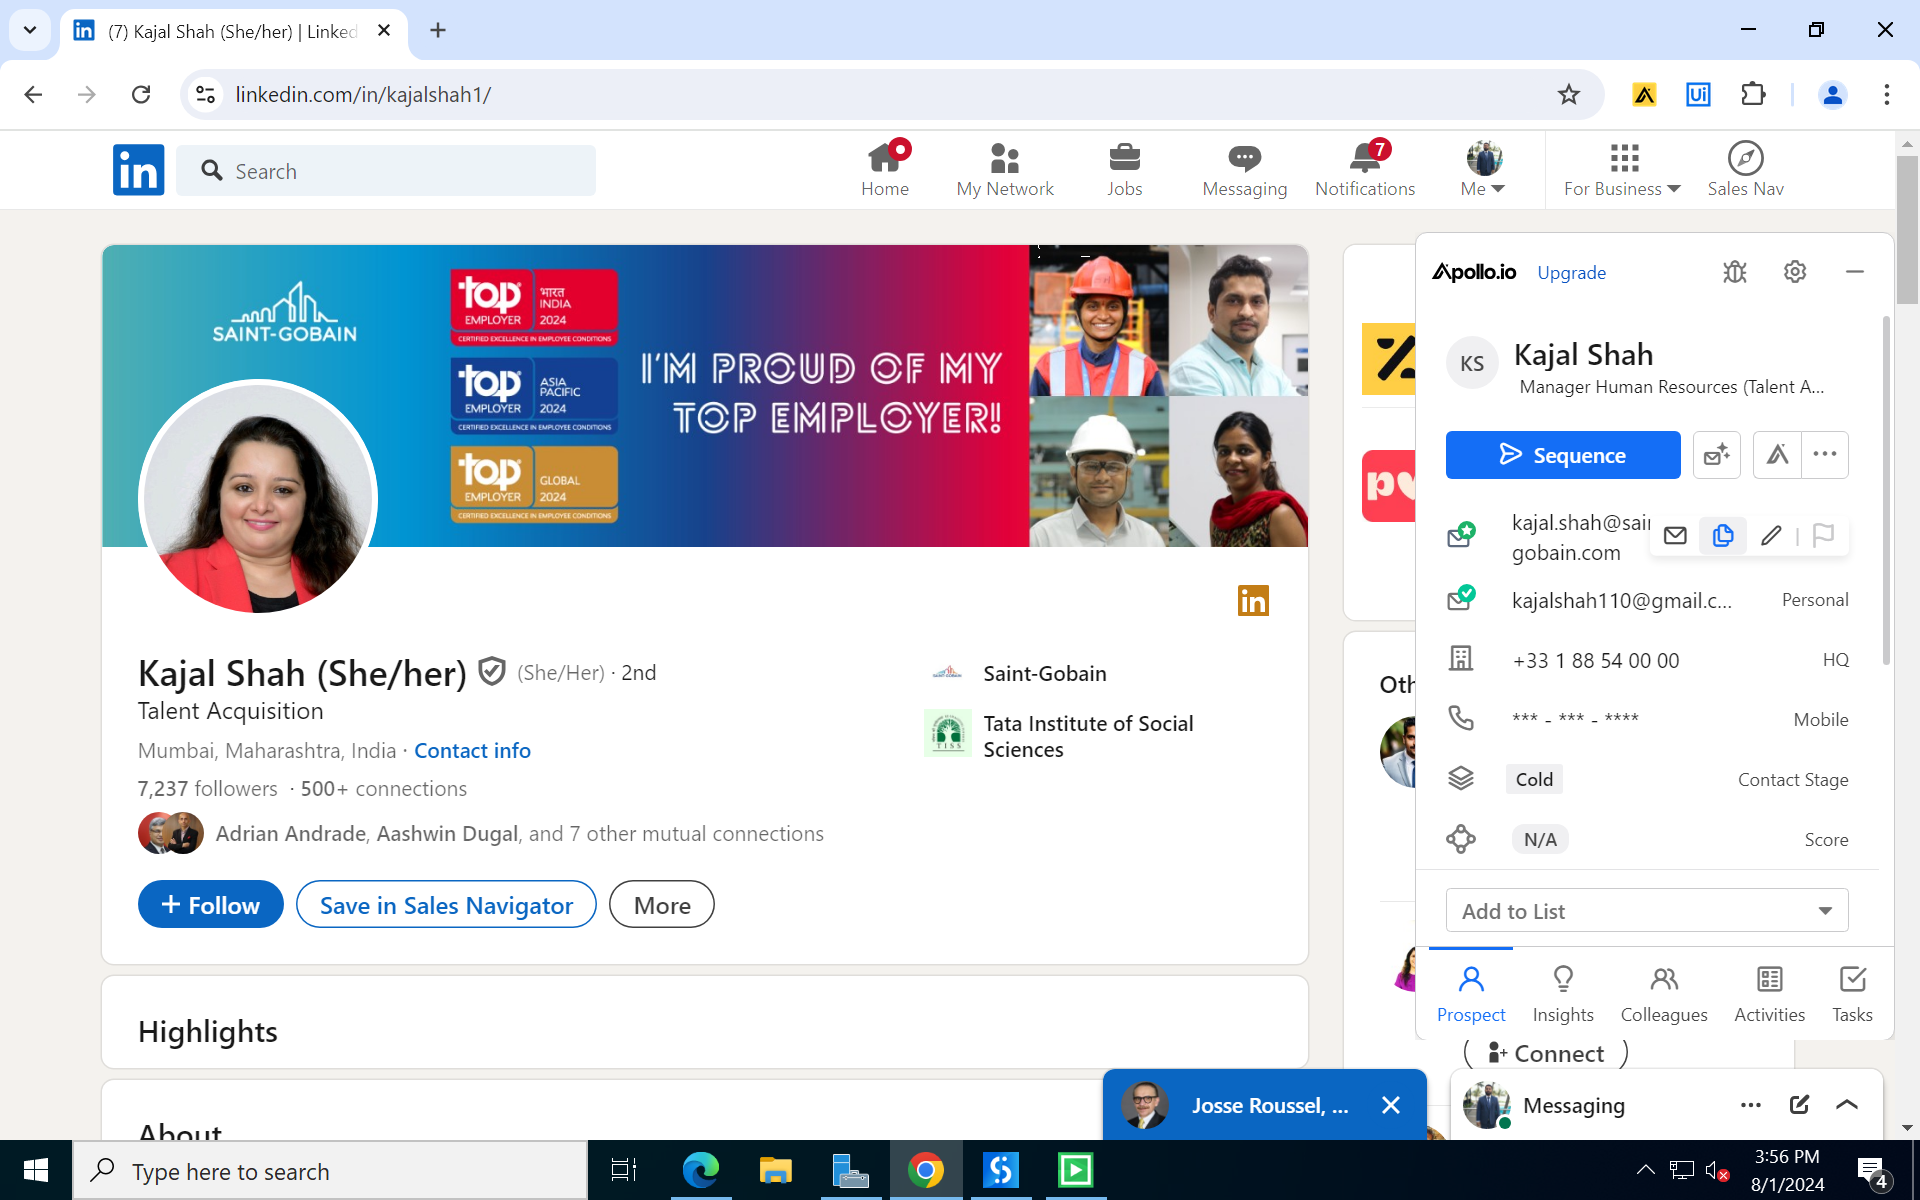 (7) Kajal Shah (She/her) | Linked
linkedin.com/in/kajalshah1/
Search
Home
My Network
Jobs
Messaging
7
Notifications
Me
For Business
Sales Nav
SAINT-GOBAIN
top EMPLOYER भारत INDIA 2024
CERTIFIED EXCELLENCE IN EMPLOYEE CONDITIONS
top EMPLOYER ASIA PACIFIC 2024
CERTIFIED EXCELLENCE IN EMPLOYEE CONDITIONS
top EMPLOYER GLOBAL 2024
CERTIFIED EXCELLENCE IN EMPLOYEE CONDITIONS
I'M PROUD OF MY
TOP EMPLOYER!
Kajal Shah (She/her) (She/Her) · 2nd
Talent Acquisition
Mumbai, Maharashtra, India · Contact info
7,237 followers · 500+ connections
Adrian Andrade, Aashwin Dugal, and 7 other mutual connections
Saint-Gobain
Tata Institute of Social
Sciences
TISS
+ Follow
Save in Sales Navigator
More
Highlights
About
Apollo.io
Upgrade
KS
Kajal Shah
Manager Human Resources (Talent A...
Sequence
kajal.shah@sai
gobain.com
kajalshah110@gmail.c...
Personal
+33 1 88 54 00 00
HQ
*** - *** - ****
Mobile
Cold
Contact Stage
N/A
Score
Add to List
Prospect
Insights
Colleagues
Activities
Tasks
Connect
Josse Roussel, ...
Messaging
Type here to search
3:56 PM
8/1/2024
4